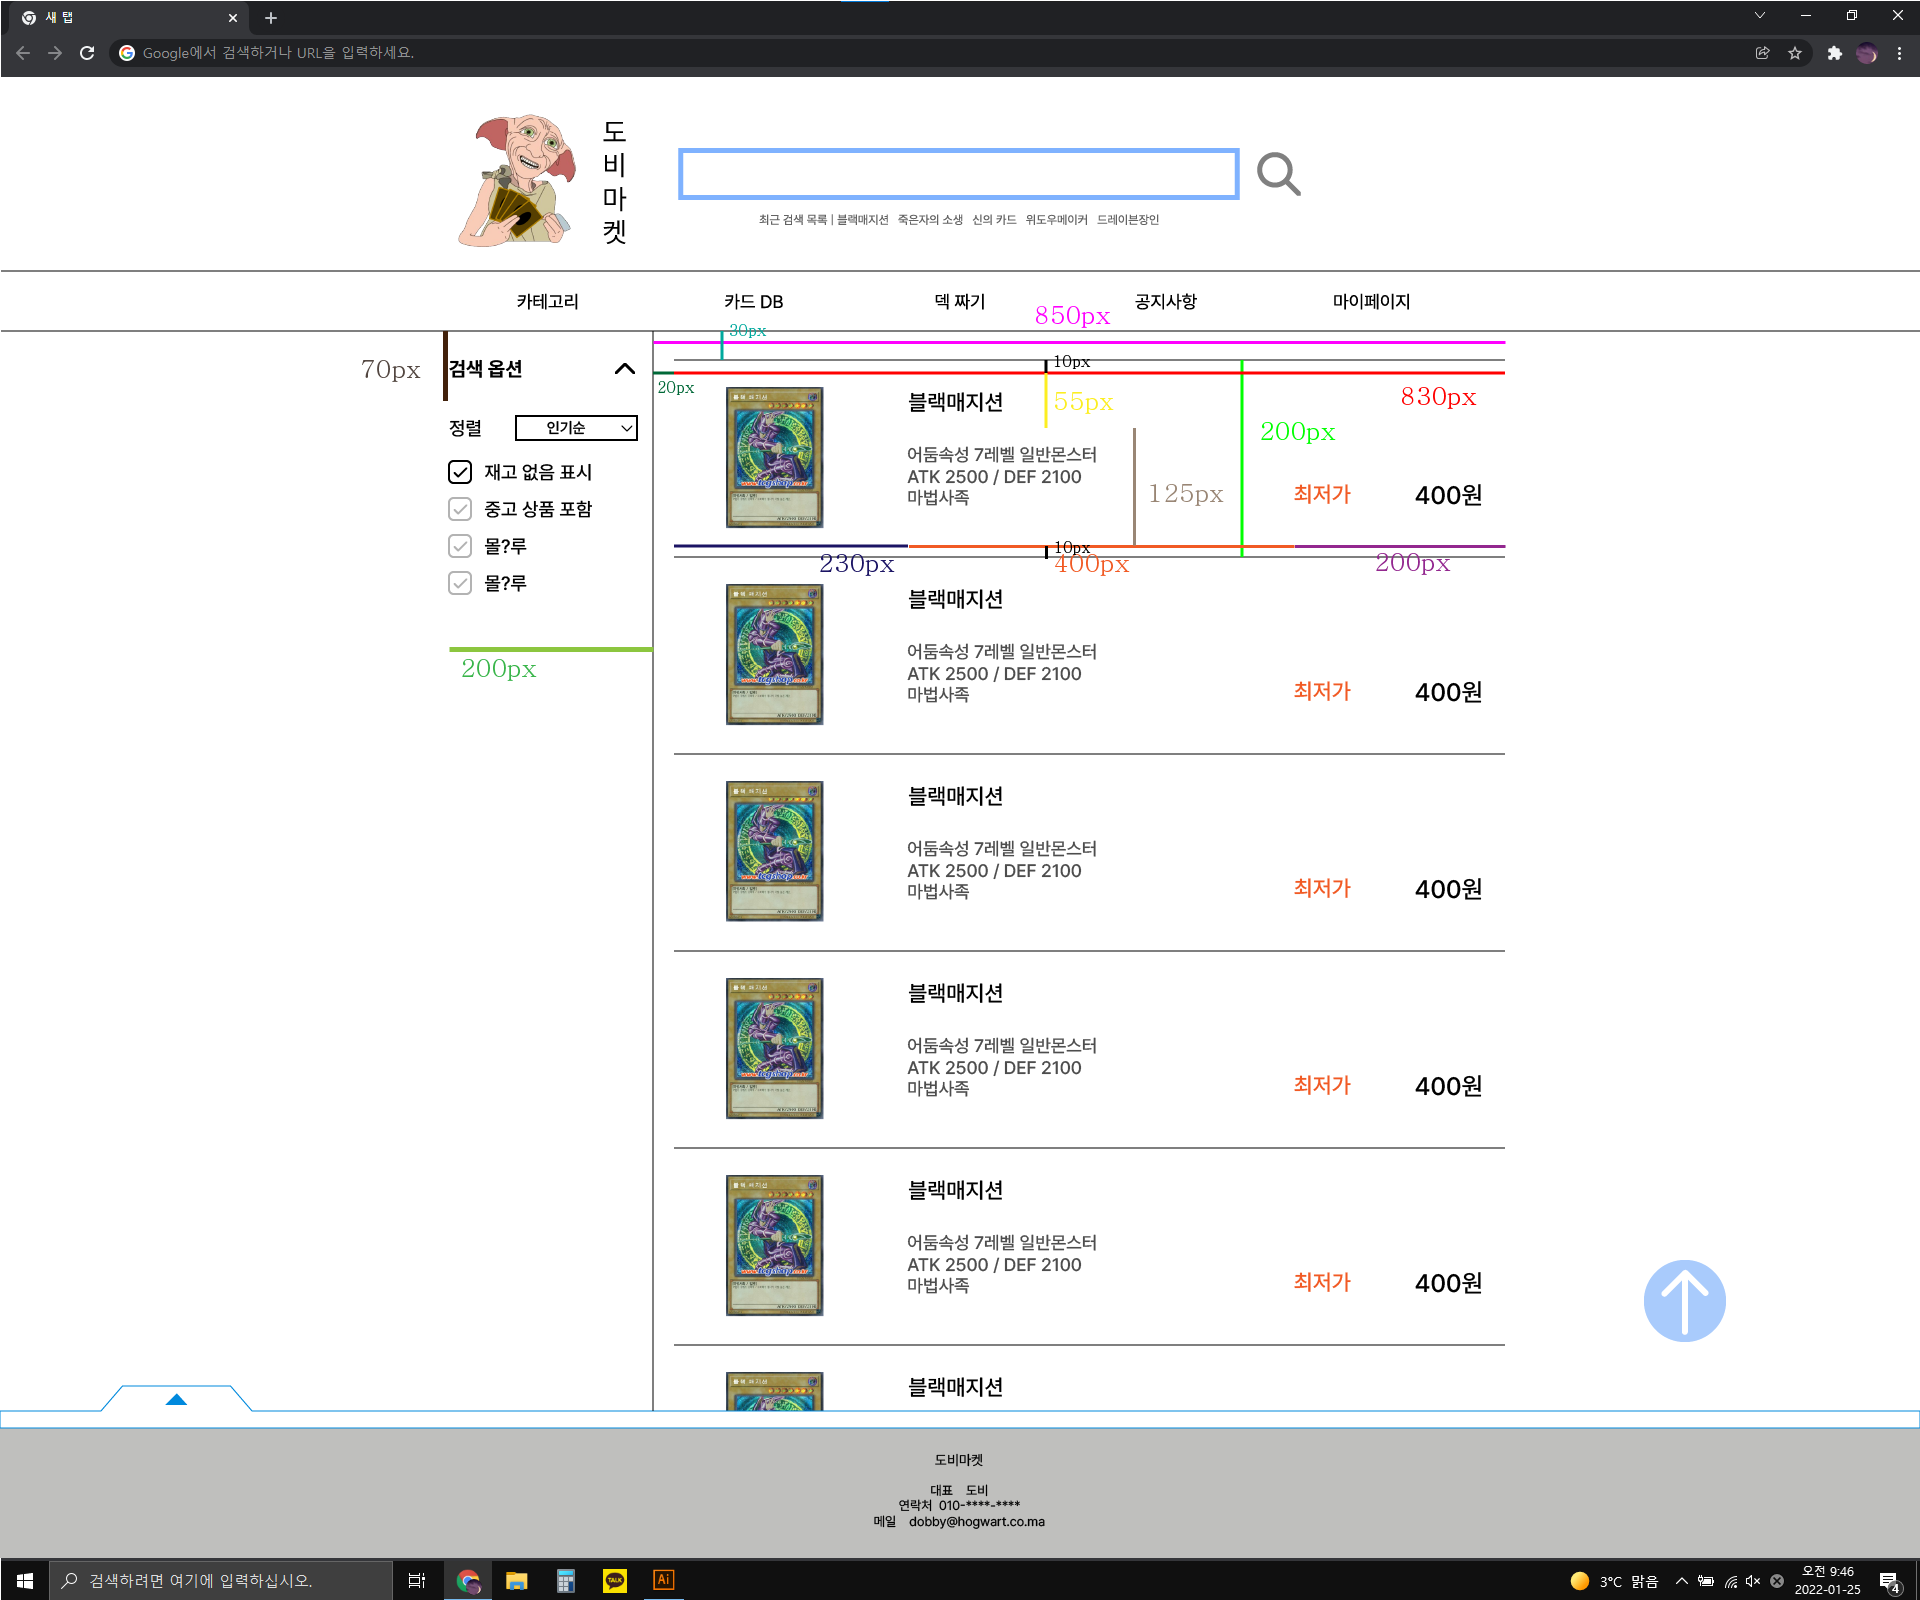 새 탭
Google에서 검색하거나 URL을 입력하세요.
도비마켓
최근 검색 목록 | 블랙매지션 죽은자의 소생 신의 카드 위도우메이커 드레이븐장인
카테고리 카드 DB 덱 짜기 공지사항 마이페이지
850px
30px
70px
검색 옵션
10px
20px
830px
블랙매지션
55px
200px
정렬 인기순
어둠속성 7레벨 일반몬스터
ATK 2500 / DEF 2100
마법사족
125px
최저가 400원
재고 없음 표시
중고 상품 포함
몰?루
몰?루
10px
230px
400px
200px
200px
블랙매지션
어둠속성 7레벨 일반몬스터
ATK 2500 / DEF 2100
마법사족
최저가 400원
블랙매지션
어둠속성 7레벨 일반몬스터
ATK 2500 / DEF 2100
마법사족
최저가 400원
블랙매지션
어둠속성 7레벨 일반몬스터
ATK 2500 / DEF 2100
마법사족
최저가 400원
블랙매지션
어둠속성 7레벨 일반몬스터
ATK 2500 / DEF 2100
마법사족
최저가 400원
블랙매지션
도비마켓
대표 도비
연락처 010-****-****
메일 dobby@hogwart.co.ma
검색하려면 여기에 입력하십시오.
TALK
Ai
3°C 맑음
오전 9:46
2022-01-25
4